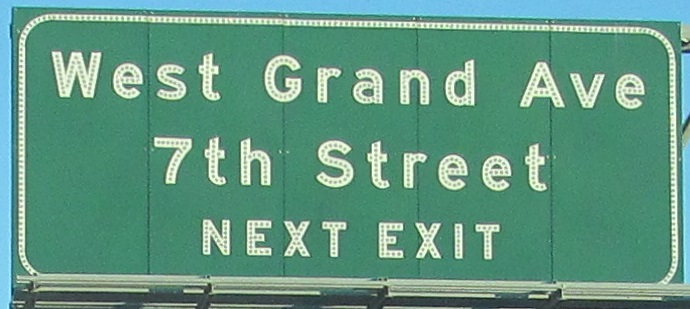 West Grand Ave
7th Street
NEXT EXIT